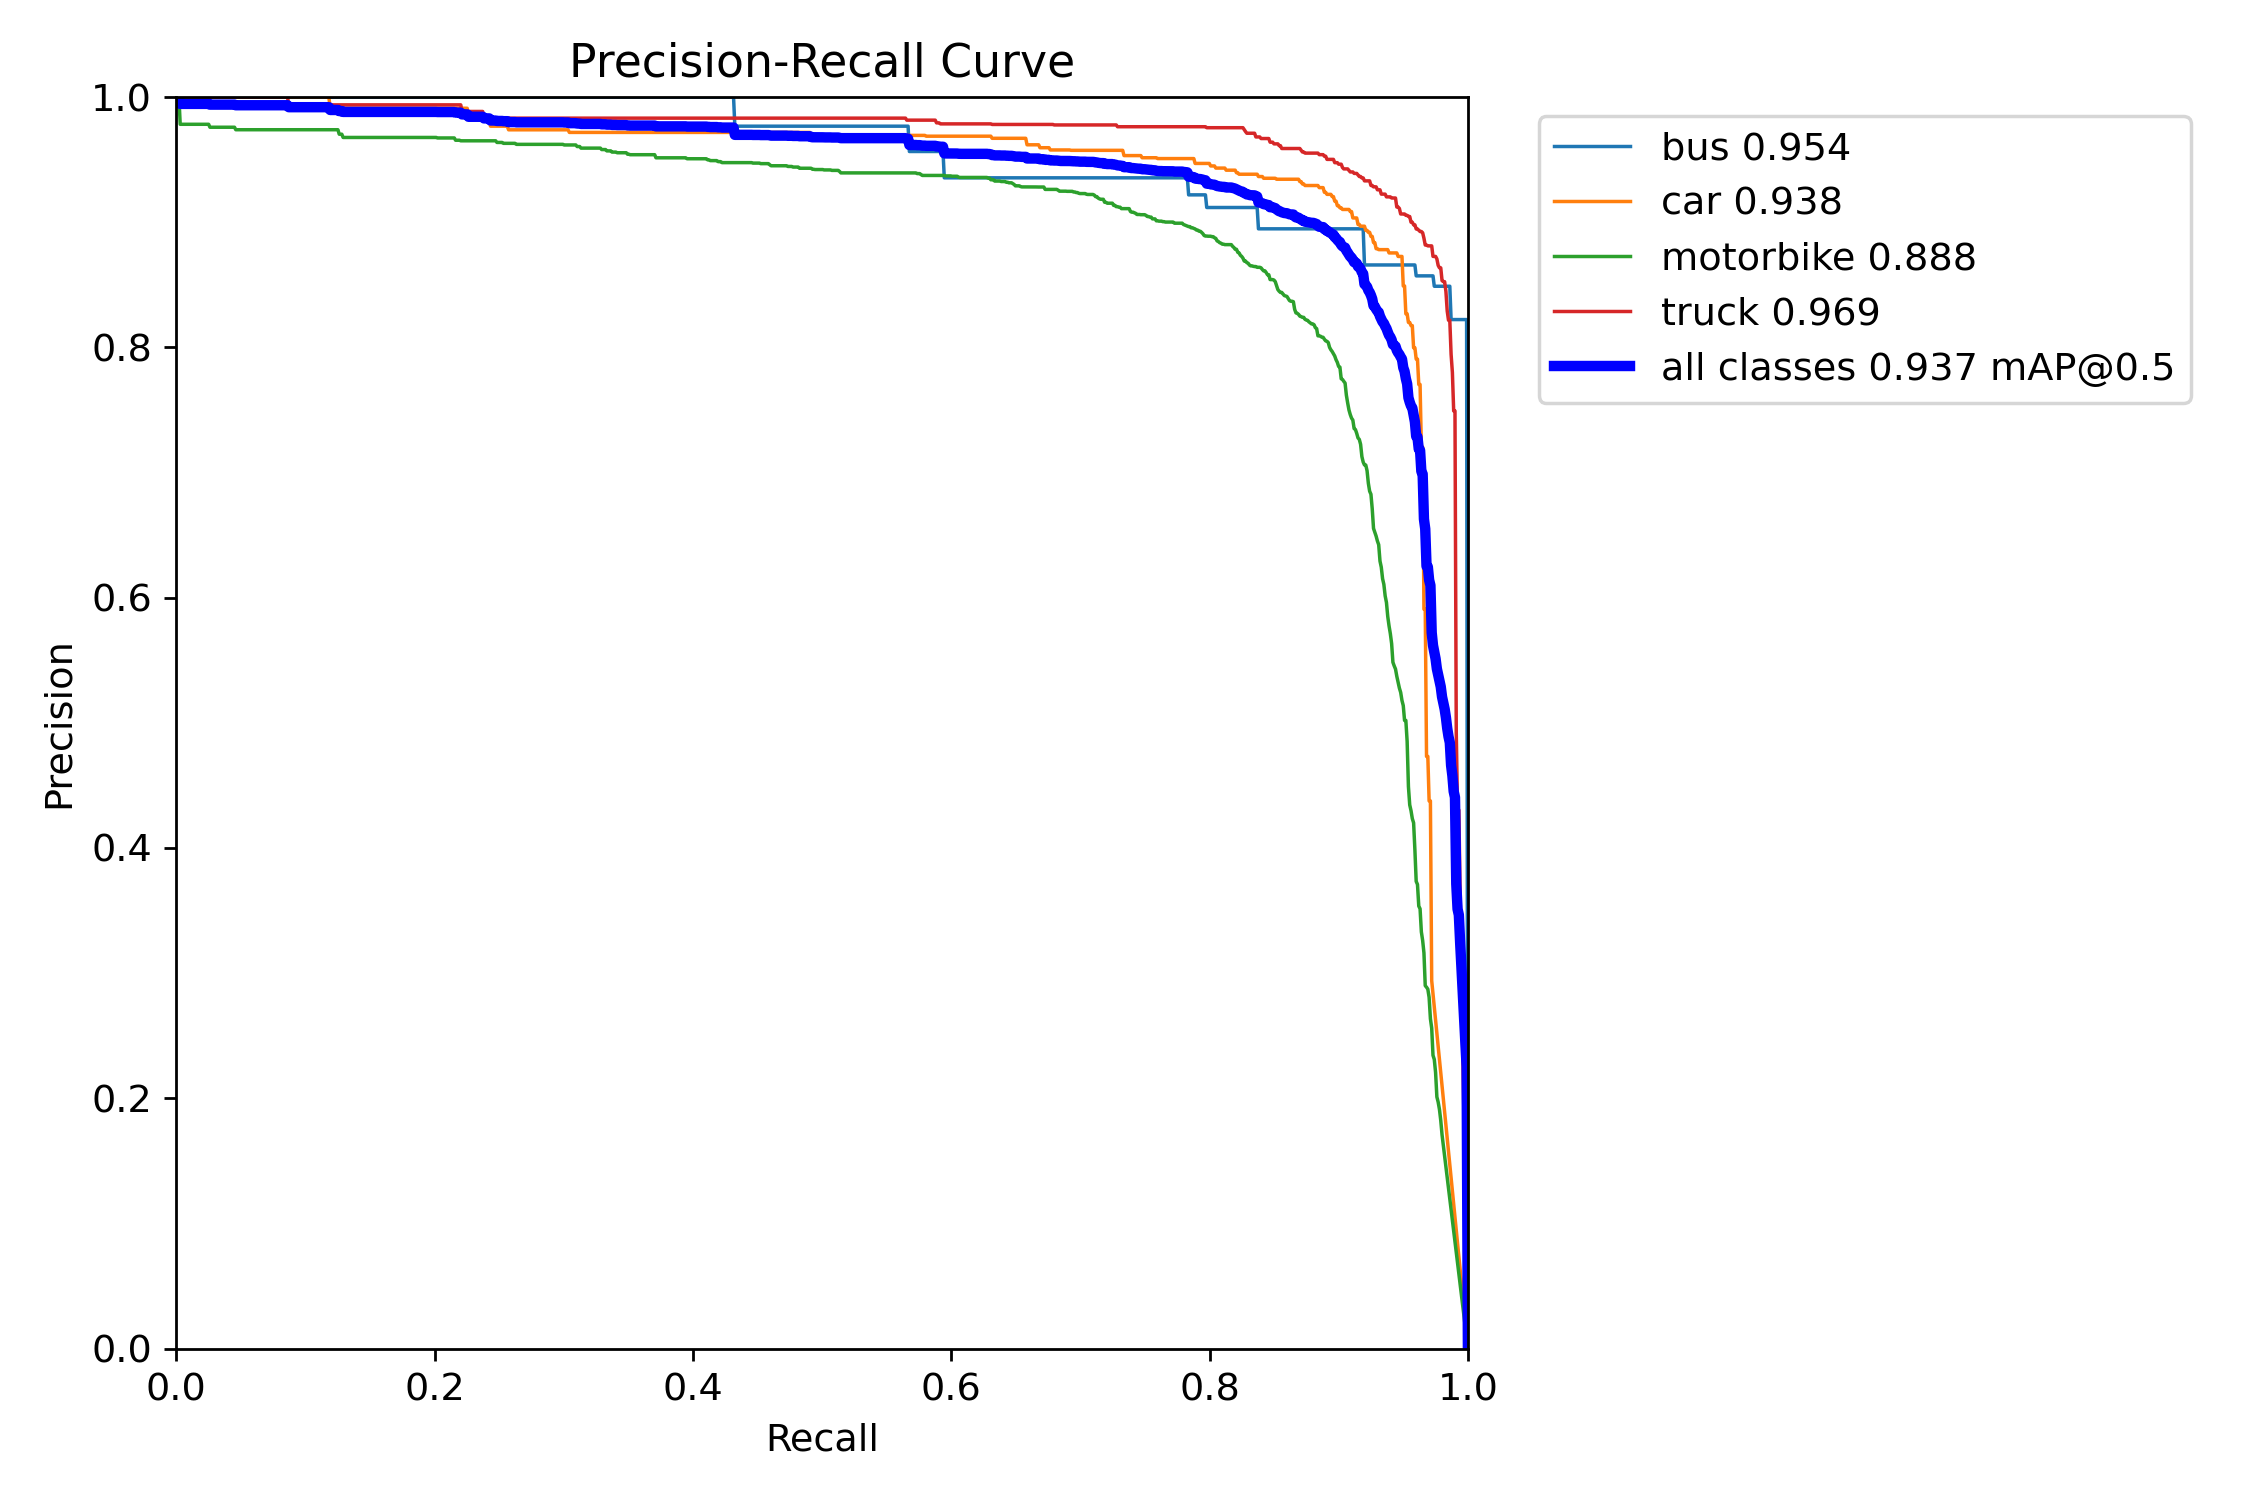 Precision-Recall Curve
1.0
0.8
0.6
0.4
0.2
0.0
Precision
0.0 0.2 0.4 0.6 0.8 1.0
Recall
bus 0.954
car 0.938
motorbike 0.888
truck 0.969
all classes 0.937 mAP@0.5